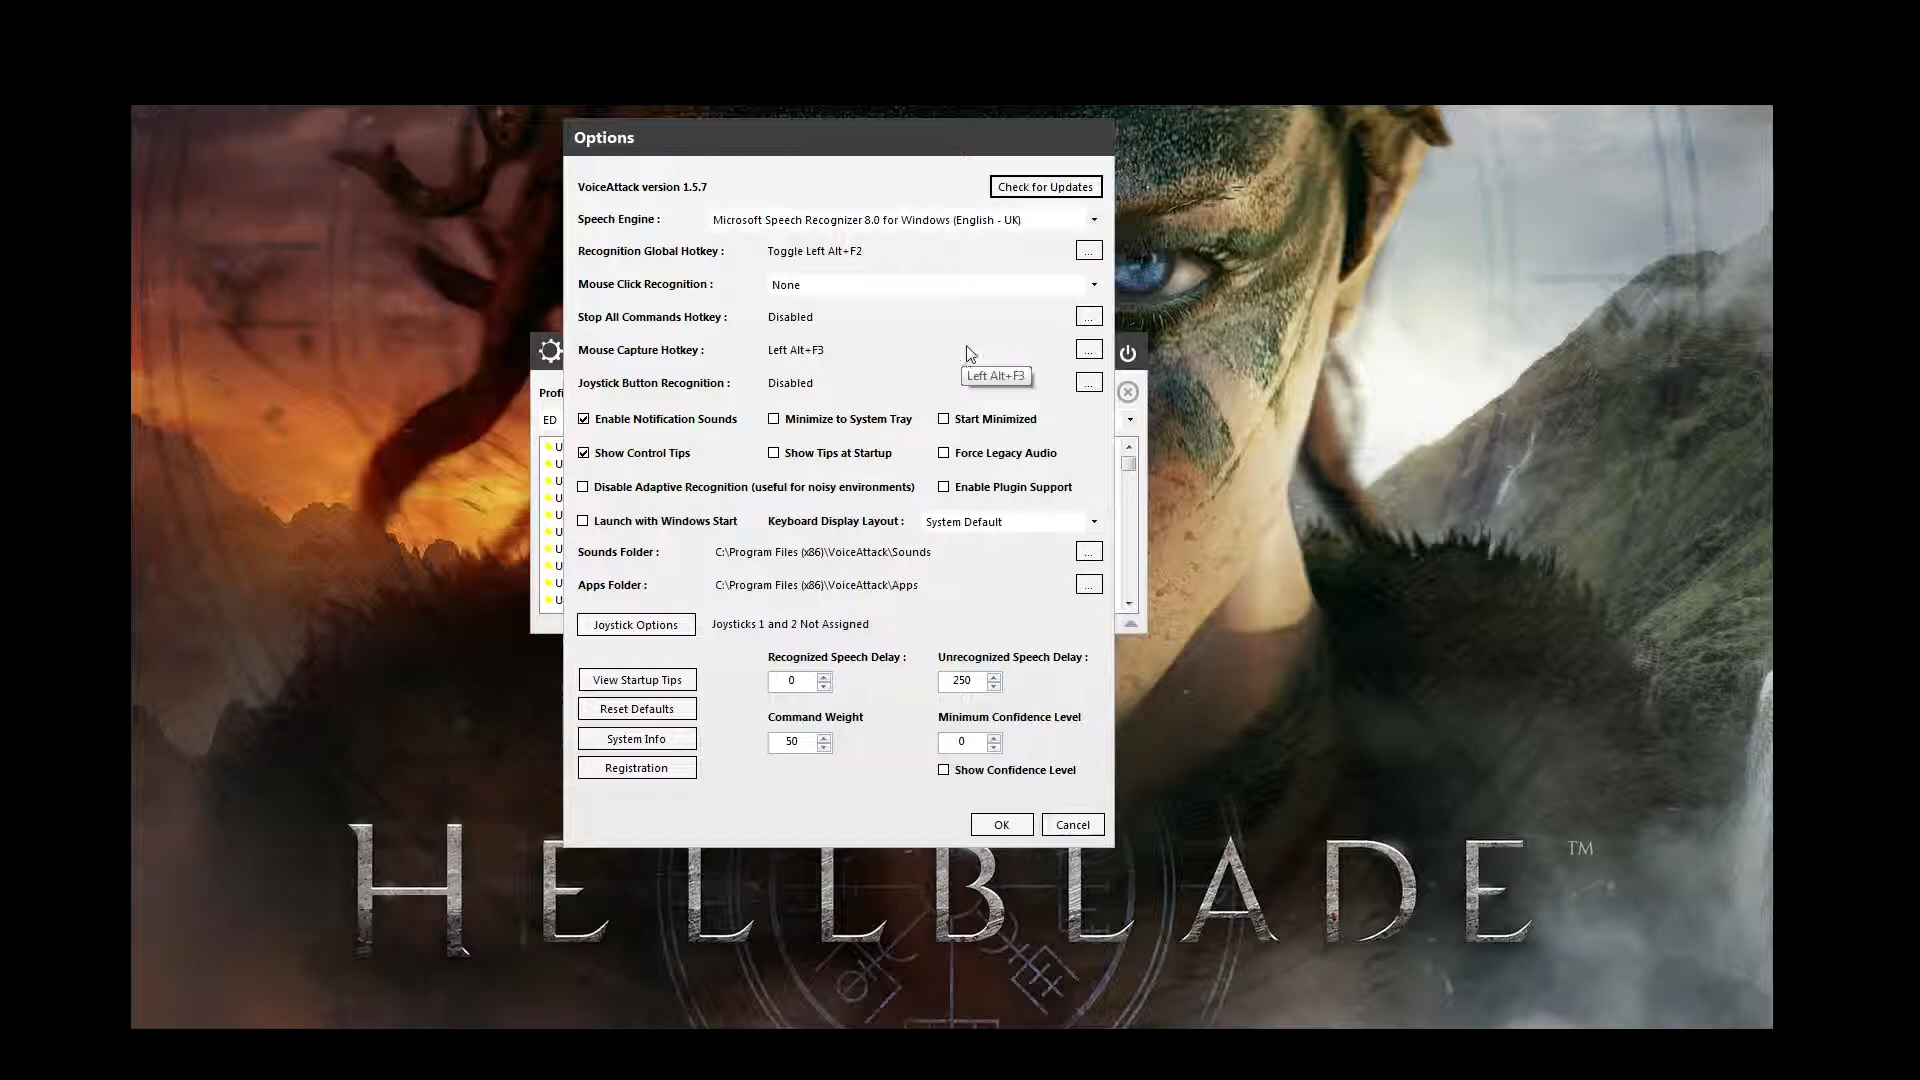 Options
VoiceAttack version 1.5.7
Check for Updates
Speech Engine :
Microsoft Speech Recognizer 8.0 for Windows (English - UK)
Recognition Global Hotkey :
Toggle Left Alt+F2
...
Mouse Click Recognition :
None
Stop All Commands Hotkey :
Disabled
...
Mouse Capture Hotkey :
Left Alt+F3
...
Left Alt+F3
Joystick Button Recognition :
Disabled
...
Profi
ED
Enable Notification Sounds
Minimize to System Tray
Start Minimized
U
Show Control Tips
Show Tips at Startup
Force Legacy Audio
U
U
Disable Adaptive Recognition (useful for noisy environments)
Enable Plugin Support
U
U
Launch with Windows Start
Keyboard Display Layout :
System Default
U
U
Sounds Folder :
C:\Program Files (x86)\VoiceAttack\Sounds
...
U
U
Apps Folder :
C:\Program Files (x86)\VoiceAttack\Apps
...
U
Joystick Options
Joysticks 1 and 2 Not Assigned
Recognized Speech Delay :
Unrecognized Speech Delay :
View Startup Tips
0
250
Reset Defaults
Command Weight
Minimum Confidence Level
System Info
50
0
Registration
Show Confidence Level
OK
Cancel
HELLBLADE ™